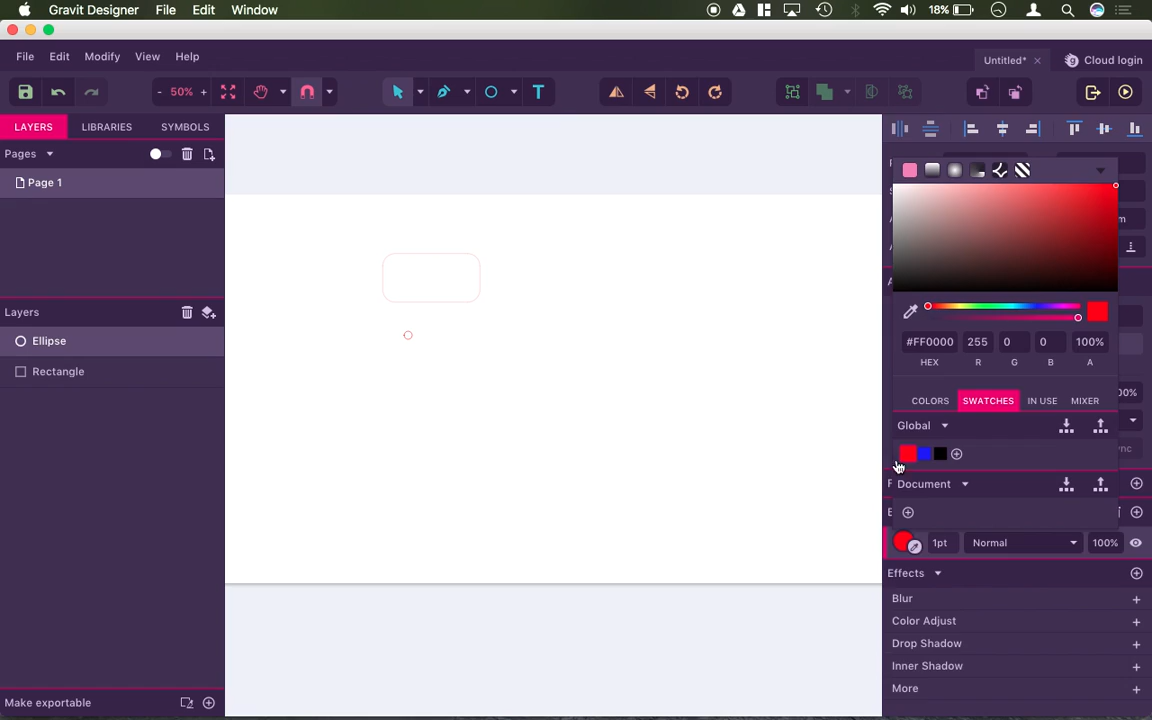 Gravit Designer File Edit Window 18%
File Edit Modify View Help Untitled* Cloud login
- 50% + T
LAYERS LIBRARIES SYMBOLS
Pages
Page 1
Layers
Ellipse
Rectangle
Make exportable
m
#FF0000 255 0 0 100%
HEX R G B A
00%
COLORS SWATCHES IN USE MIXER
Global
nc
Document
1pt Normal 100%
Effects
Blur
Color Adjust
Drop Shadow
Inner Shadow
More